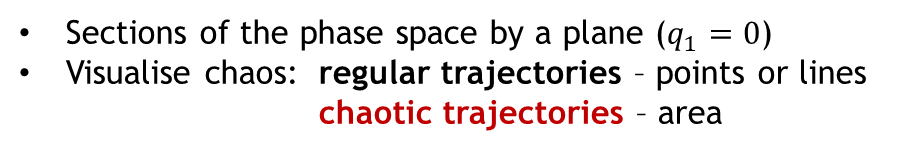 • Sections of the phase space by a plane (𝑞₁ = 0)
• Visualise chaos: regular trajectories – points or lines
chaotic trajectories – area